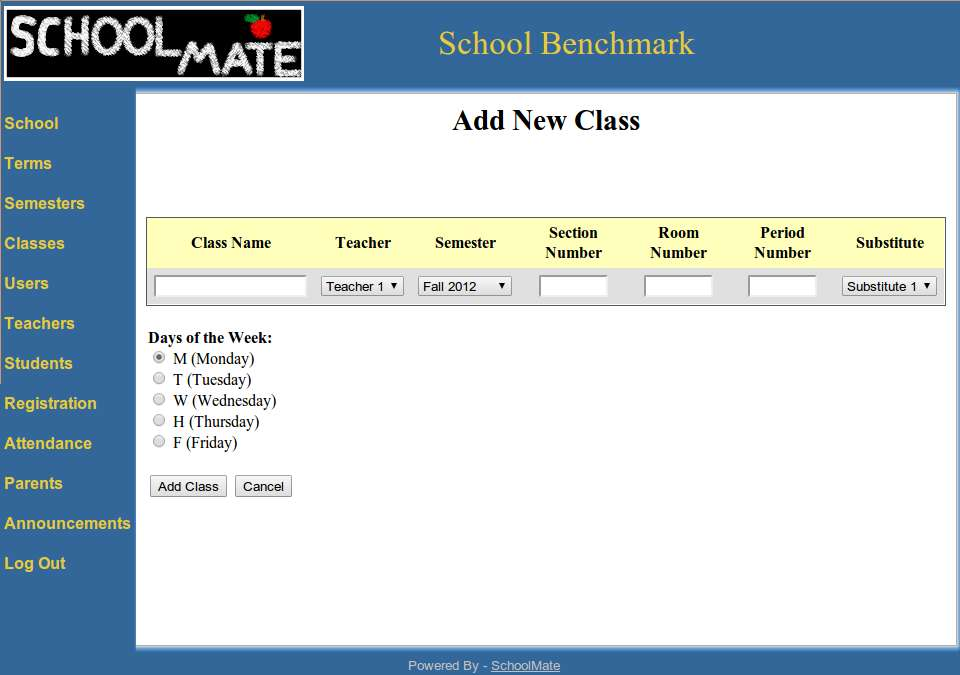 SCHOOLMATE
School Benchmark
School
Terms
Semesters
Classes
Users
Teachers
Students
Registration
Attendance
Parents
Announcements
Log Out
Add New Class
Class Name Teacher Semester Section Number Room Number Period Number Substitute
Teacher 1 Fall 2012 Substitute 1
Days of the Week:
M (Monday)
T (Tuesday)
W (Wednesday)
H (Thursday)
F (Friday)
Add Class Cancel
Powered By - SchoolMate